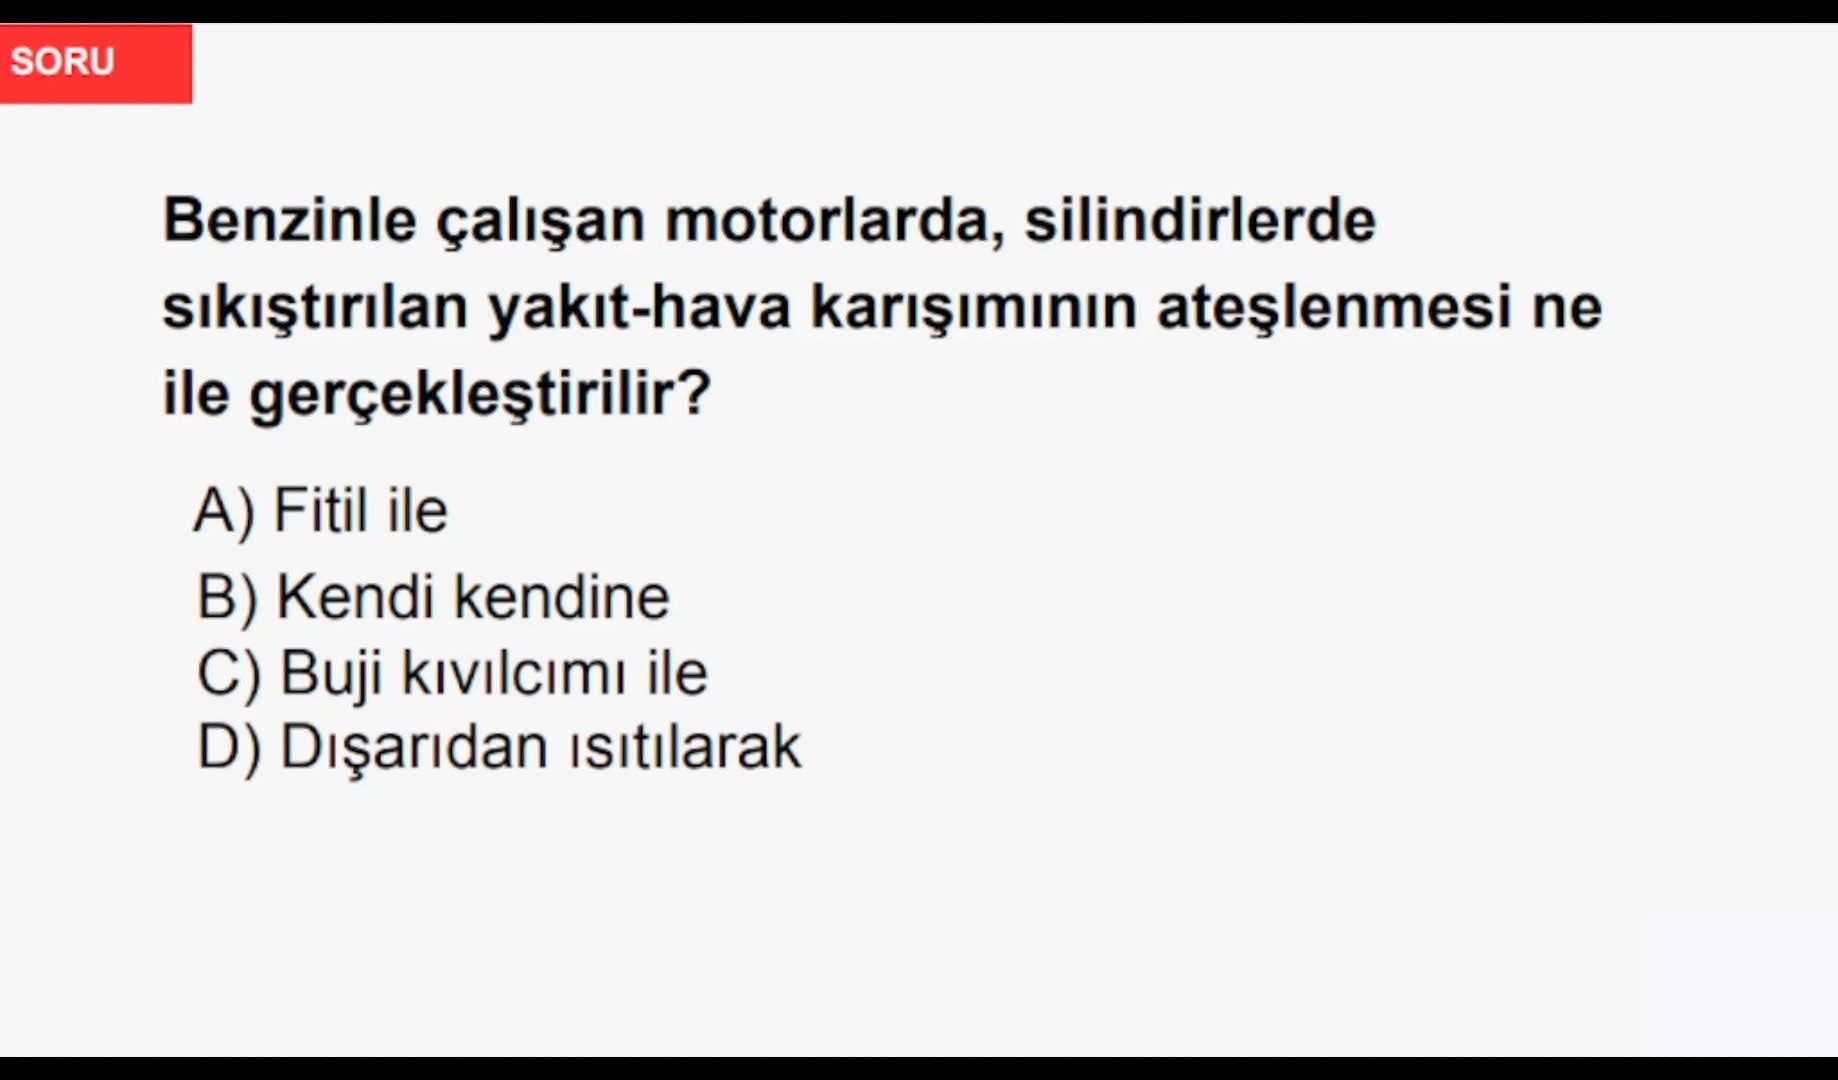 SORU
Benzinle çalışan motorlarda, silindirlerde
sıkıştırılan yakıt-hava karışımının ateşlenmesi ne
ile gerçekleştirilir?
A) Fitil ile
B) Kendi kendine
C) Buji kıvılcımı ile
D) Dışarıdan ısıtılarak